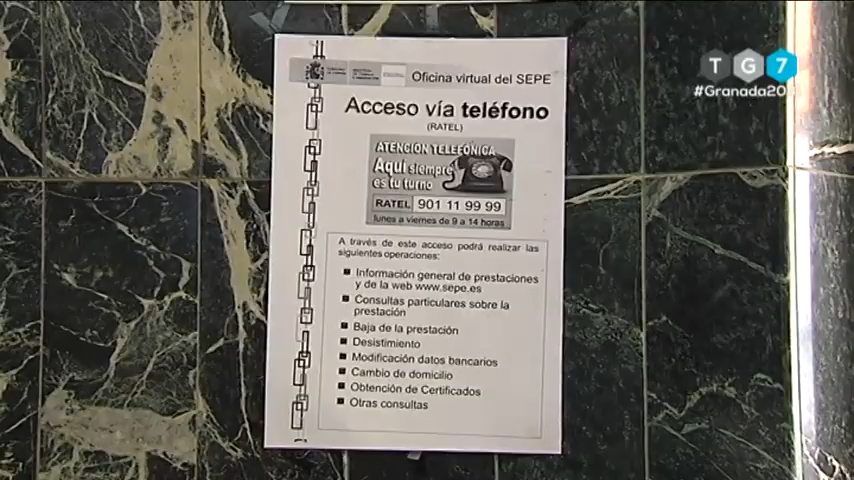 TG7
#Granada20
Oficina virtual del SEPE
Acceso vía teléfono
(RATEL)
ATENCIÓN TELEFÓNICA
Aquí siempre
es tu turno
RATEL 901 11 99 99
lunes a viernes de 9 a 14 horas
A través de este acceso podrá realizar las
siguientes operaciones:
Información general de prestaciones
y de la web www.sepe.es
Consultas particulares sobre la
prestación
Baja de la prestación
Desistimiento
Modificación datos bancarios
Cambio de domicilio
Obtención de Certificados
Otras consultas